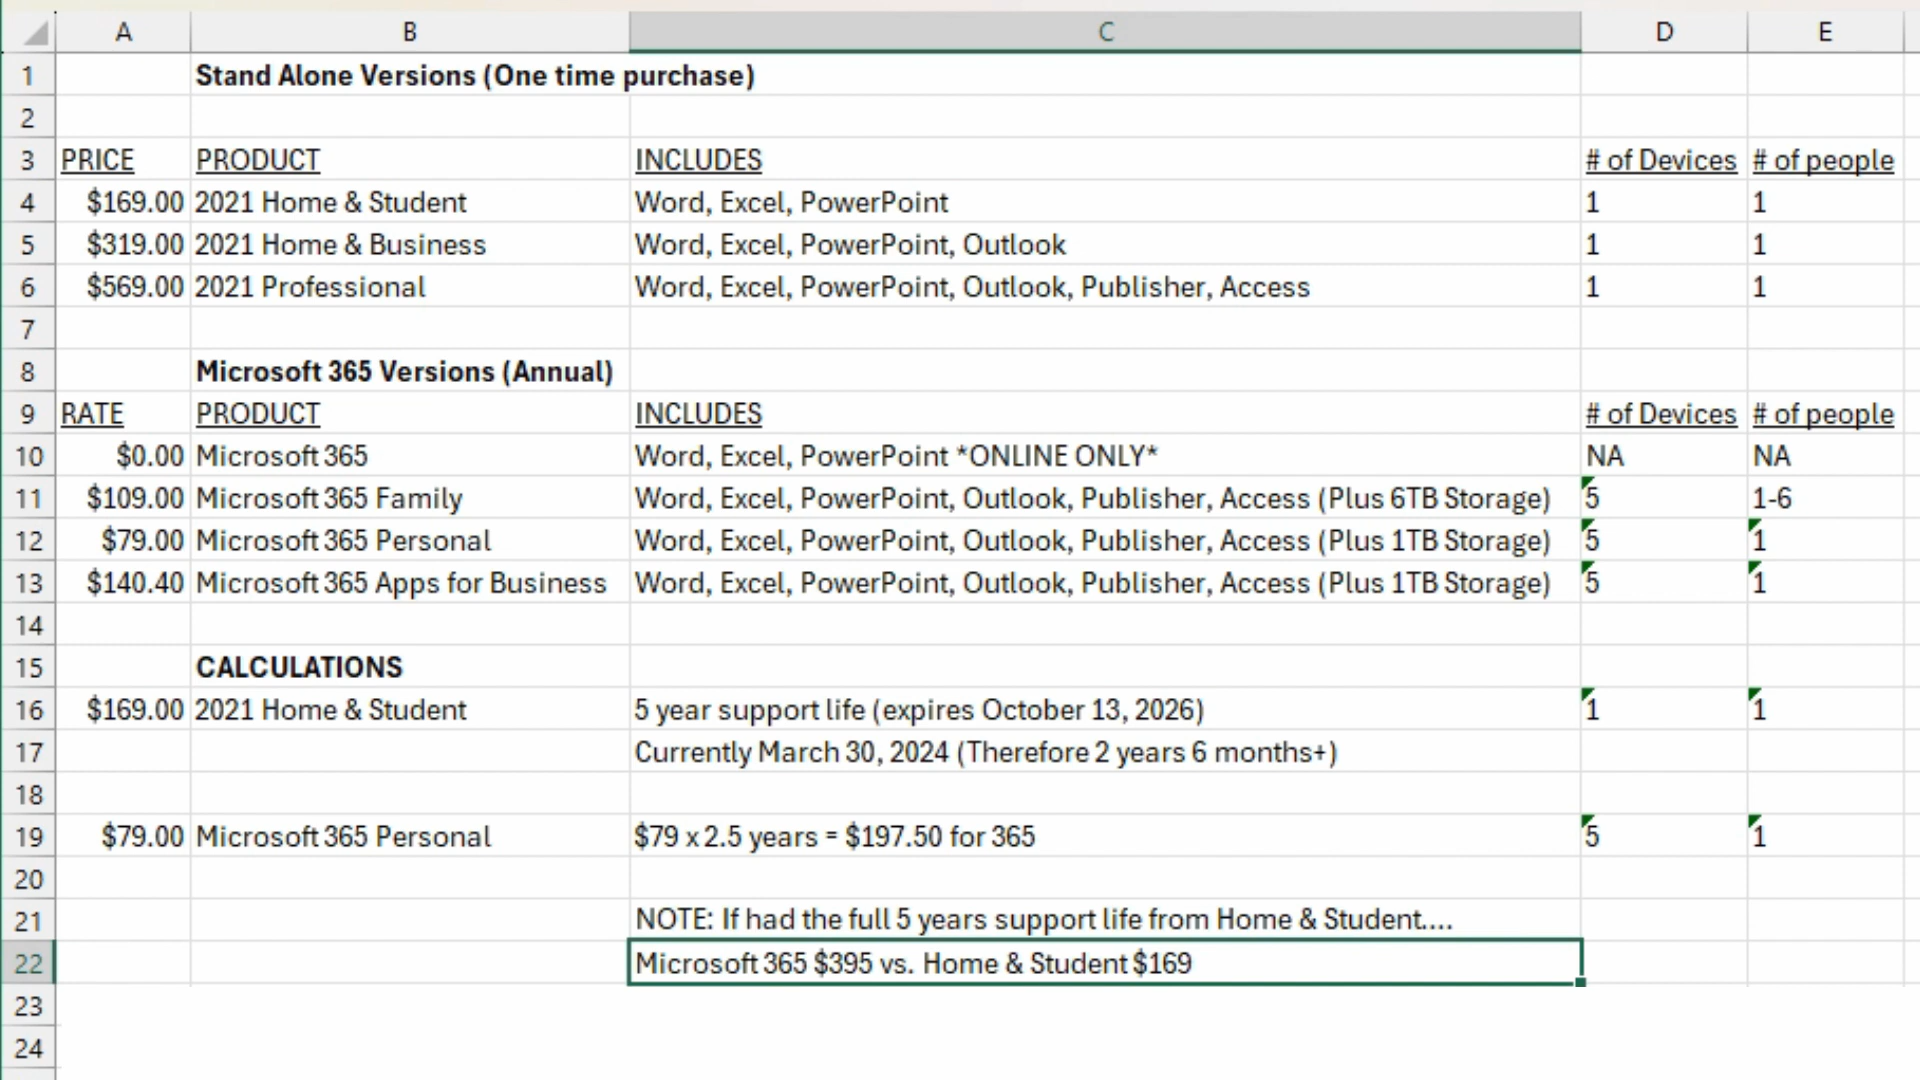 A B C D E
1 Stand Alone Versions (One time purchase)
2
3 PRICE PRODUCT INCLUDES # of Devices # of people
4 $169.00 2021 Home & Student Word, Excel, PowerPoint 1 1
5 $319.00 2021 Home & Business Word, Excel, PowerPoint, Outlook 1 1
6 $569.00 2021 Professional Word, Excel, PowerPoint, Outlook, Publisher, Access 1 1
7
8 Microsoft 365 Versions (Annual)
9 RATE PRODUCT INCLUDES # of Devices # of people
10 $0.00 Microsoft 365 Word, Excel, PowerPoint *ONLINE ONLY* NA NA
11 $109.00 Microsoft 365 Family Word, Excel, PowerPoint, Outlook, Publisher, Access (Plus 6TB Storage) 5 1-6
12 $79.00 Microsoft 365 Personal Word, Excel, PowerPoint, Outlook, Publisher, Access (Plus 1TB Storage) 5 1
13 $140.40 Microsoft 365 Apps for Business Word, Excel, PowerPoint, Outlook, Publisher, Access (Plus 1TB Storage) 5 1
14
15 CALCULATIONS
16 $169.00 2021 Home & Student 5 year support life (expires October 13, 2026) 1 1
17 Currently March 30, 2024 (Therefore 2 years 6 months+)
18
19 $79.00 Microsoft 365 Personal $79 x 2.5 years = $197.50 for 365 5 1
20
21 NOTE: If had the full 5 years support life from Home & Student....
22 Microsoft 365 $395 vs. Home & Student $169
23
24